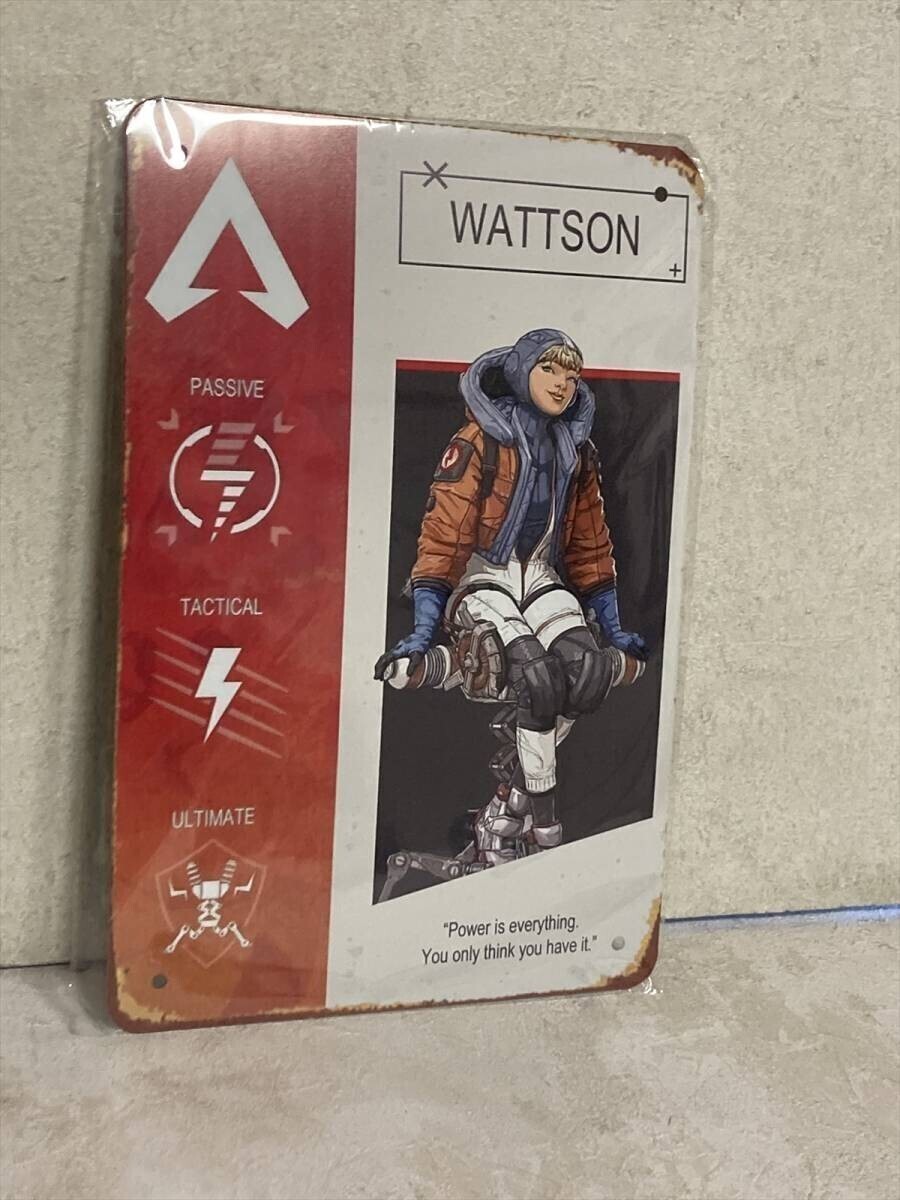 WATTSON
PASSIVE
TACTICAL
ULTIMATE
“Power is everything.
You only think you have it.”